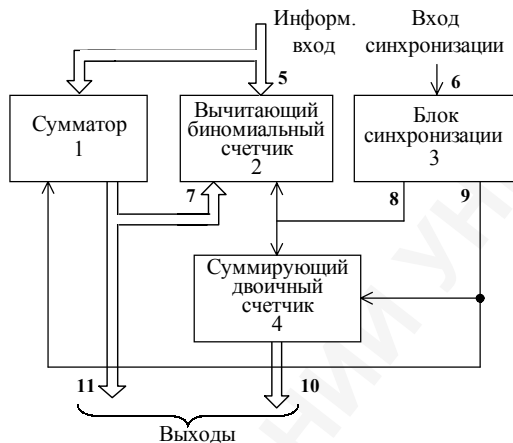 Информ.
вход
Вход
синхронизации
5
6
Сумматор
1
Вычитающий
биномиальный
счетчик
2
Блок
синхронизации
3
7
8
9
Суммирующий
двоичный
счетчик
4
11
10
Выходы